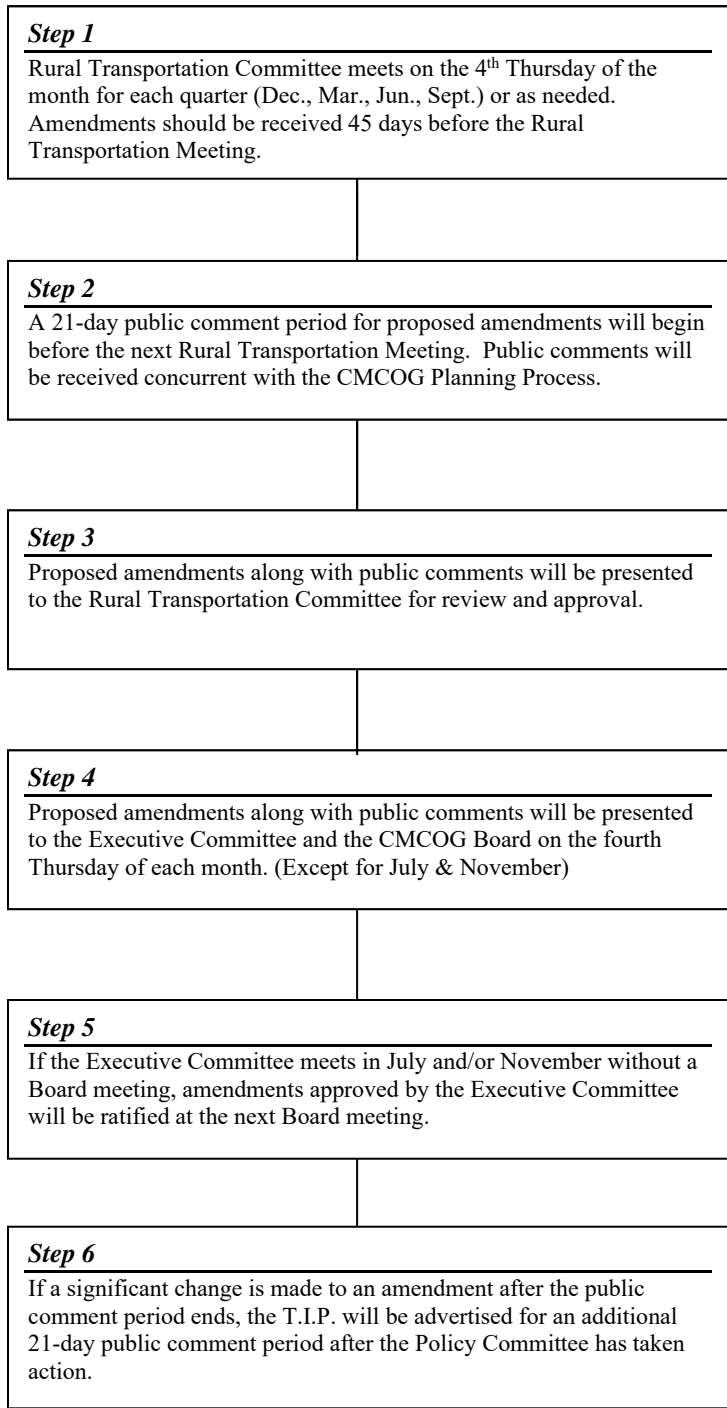 Step 1
Rural Transportation Committee meets on the 4th Thursday of the
month for each quarter (Dec., Mar., Jun., Sept.) or as needed.
Amendments should be received 45 days before the Rural
Transportation Meeting.
Step 2
A 21-day public comment period for proposed amendments will begin
before the next Rural Transportation Meeting.  Public comments will
be received concurrent with the CMCOG Planning Process.
Step 3
Proposed amendments along with public comments will be presented
to the Rural Transportation Committee for review and approval.
Step 4
Proposed amendments along with public comments will be presented
to the Executive Committee and the CMCOG Board on the fourth
Thursday of each month. (Except for July & November)
Step 5
If the Executive Committee meets in July and/or November without a
Board meeting, amendments approved by the Executive Committee
will be ratified at the next Board meeting.
Step 6
If a significant change is made to an amendment after the public
comment period ends, the T.I.P. will be advertised for an additional
21-day public comment period after the Policy Committee has taken
action.